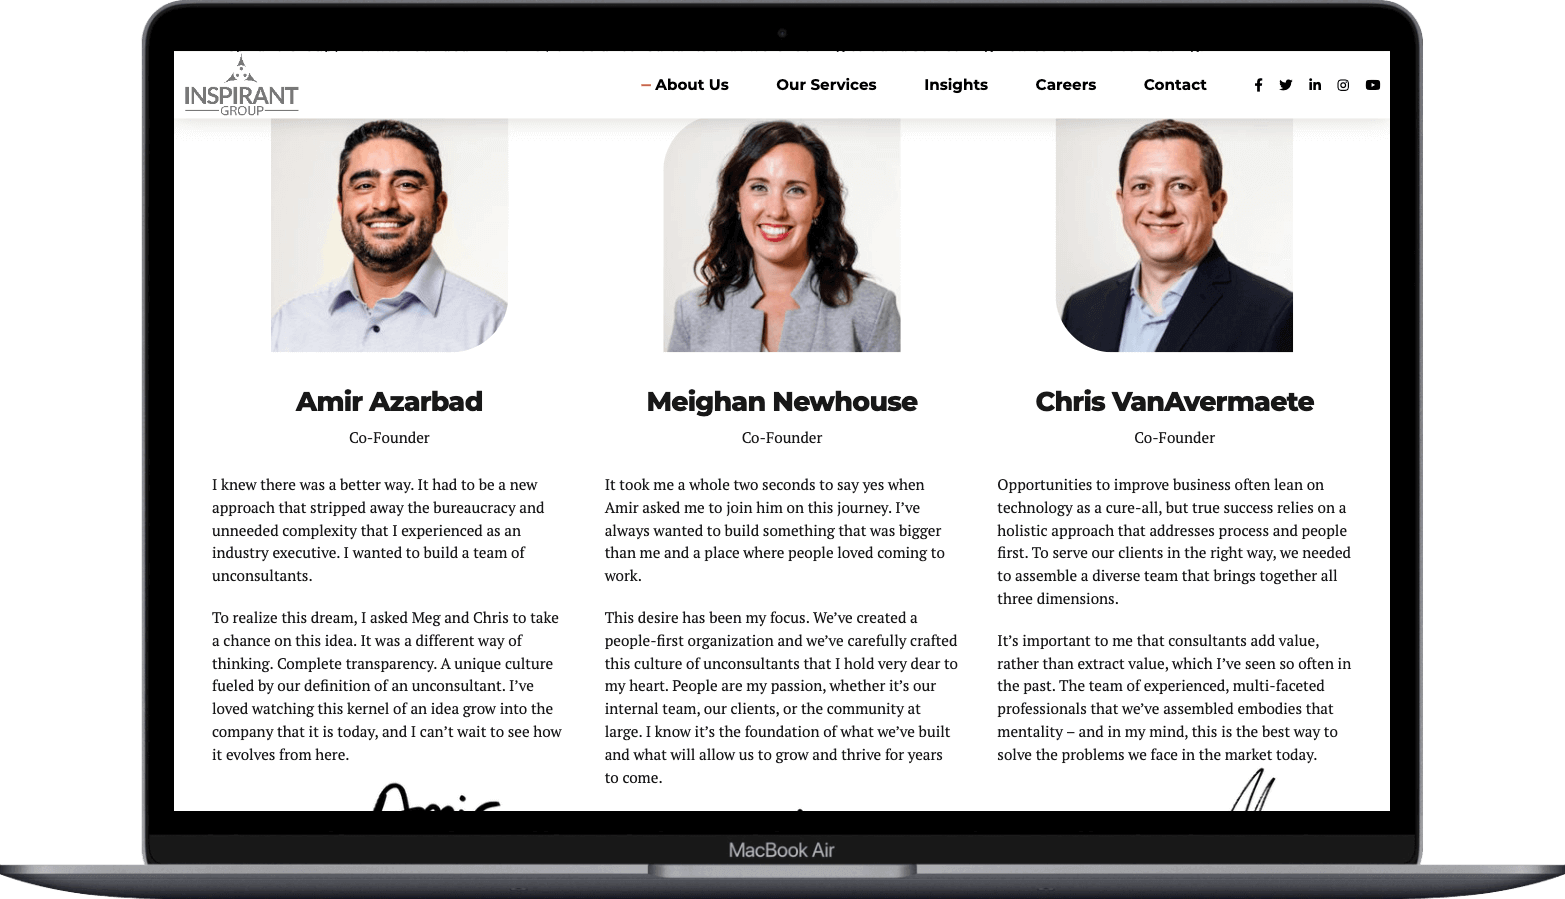 INSPIRANT
GROUP
About Us
Our Services
Insights
Careers
Contact
Amir Azarbad
Co-Founder
I knew there was a better way. It had to be a new
approach that stripped away the bureaucracy and
unneeded complexity that I experienced as an
industry executive. I wanted to build a team of
unconsultants.
To realize this dream, I asked Meg and Chris to take
a chance on this idea. It was a different way of
thinking. Complete transparency. A unique culture
fueled by our definition of an unconsultant. I’ve
loved watching this kernel of an idea grow into the
company that it is today, and I can’t wait to see how
it evolves from here.
Amir
Meighan Newhouse
Co-Founder
It took me a whole two seconds to say yes when
Amir asked me to join him on this journey. I’ve
always wanted to build something that was bigger
than me and a place where people loved coming to
work.
This desire has been my focus. We’ve created a
people-first organization and we’ve carefully crafted
this culture of unconsultants that I hold very dear to
my heart. People are my passion, whether it’s our
internal team, our clients, or the community at
large. I know it’s the foundation of what we’ve built
and what will allow us to grow and thrive for years
to come.
Chris VanAvermaete
Co-Founder
Opportunities to improve business often lean on
technology as a cure-all, but true success relies on a
holistic approach that addresses process and people
first. To serve our clients in the right way, we needed
to assemble a diverse team that brings together all
three dimensions.
It’s important to me that consultants add value,
rather than extract value, which I’ve seen so often in
the past. The team of experienced, multi-faceted
professionals that we’ve assembled embodies that
mentality – and in my mind, this is the best way to
solve the problems we face in the market today.
MacBook Air